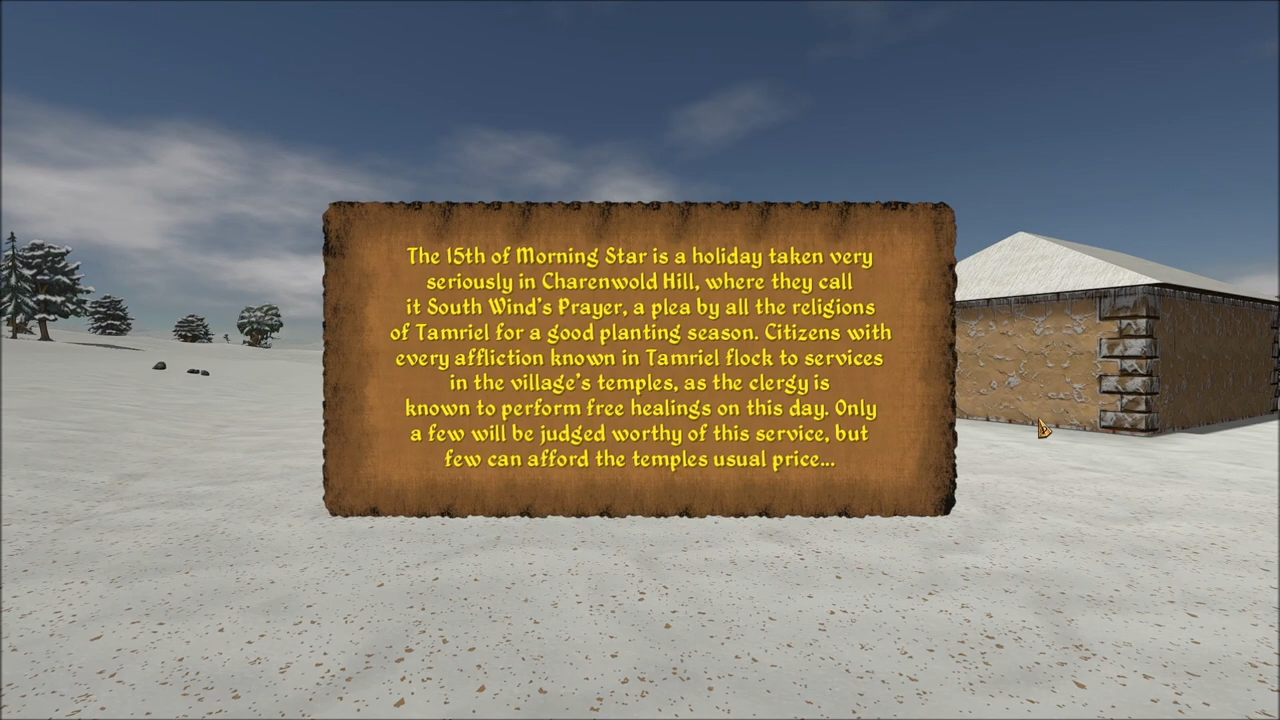 The 15th of Morning Star is a holiday taken very
seriously in Charenwold Hill, where they call
it South Wind's Prayer, a plea by all the religions
of Tamriel for a good planting season. Citizens with
every affliction known in Tamriel flock to services
in the village's temples, as the clergy is
known to perform free healings on this day. Only
a few will be judged worthy of this service, but
few can afford the temples usual price...